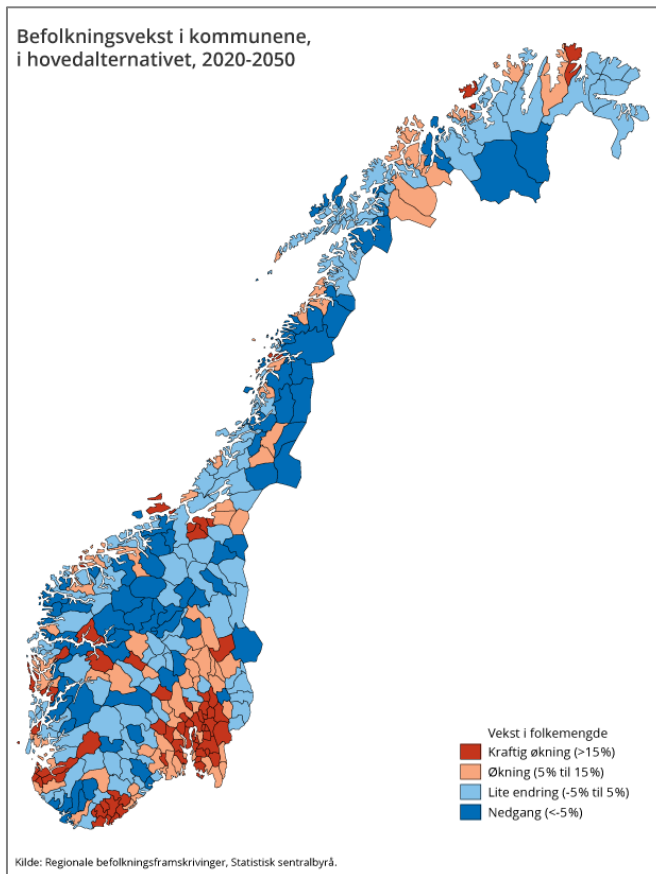 Befolkningsvekst i kommunene,
i hovedalternativet, 2020-2050
Vekst i folkemengde
Kraftig økning (>15%)
Økning (5% til 15%)
Lite endring (-5% til 5%)
Nedgang (<-5%)
Kilde: Regionale befolkningsframskrivinger, Statistisk sentralbyrå.